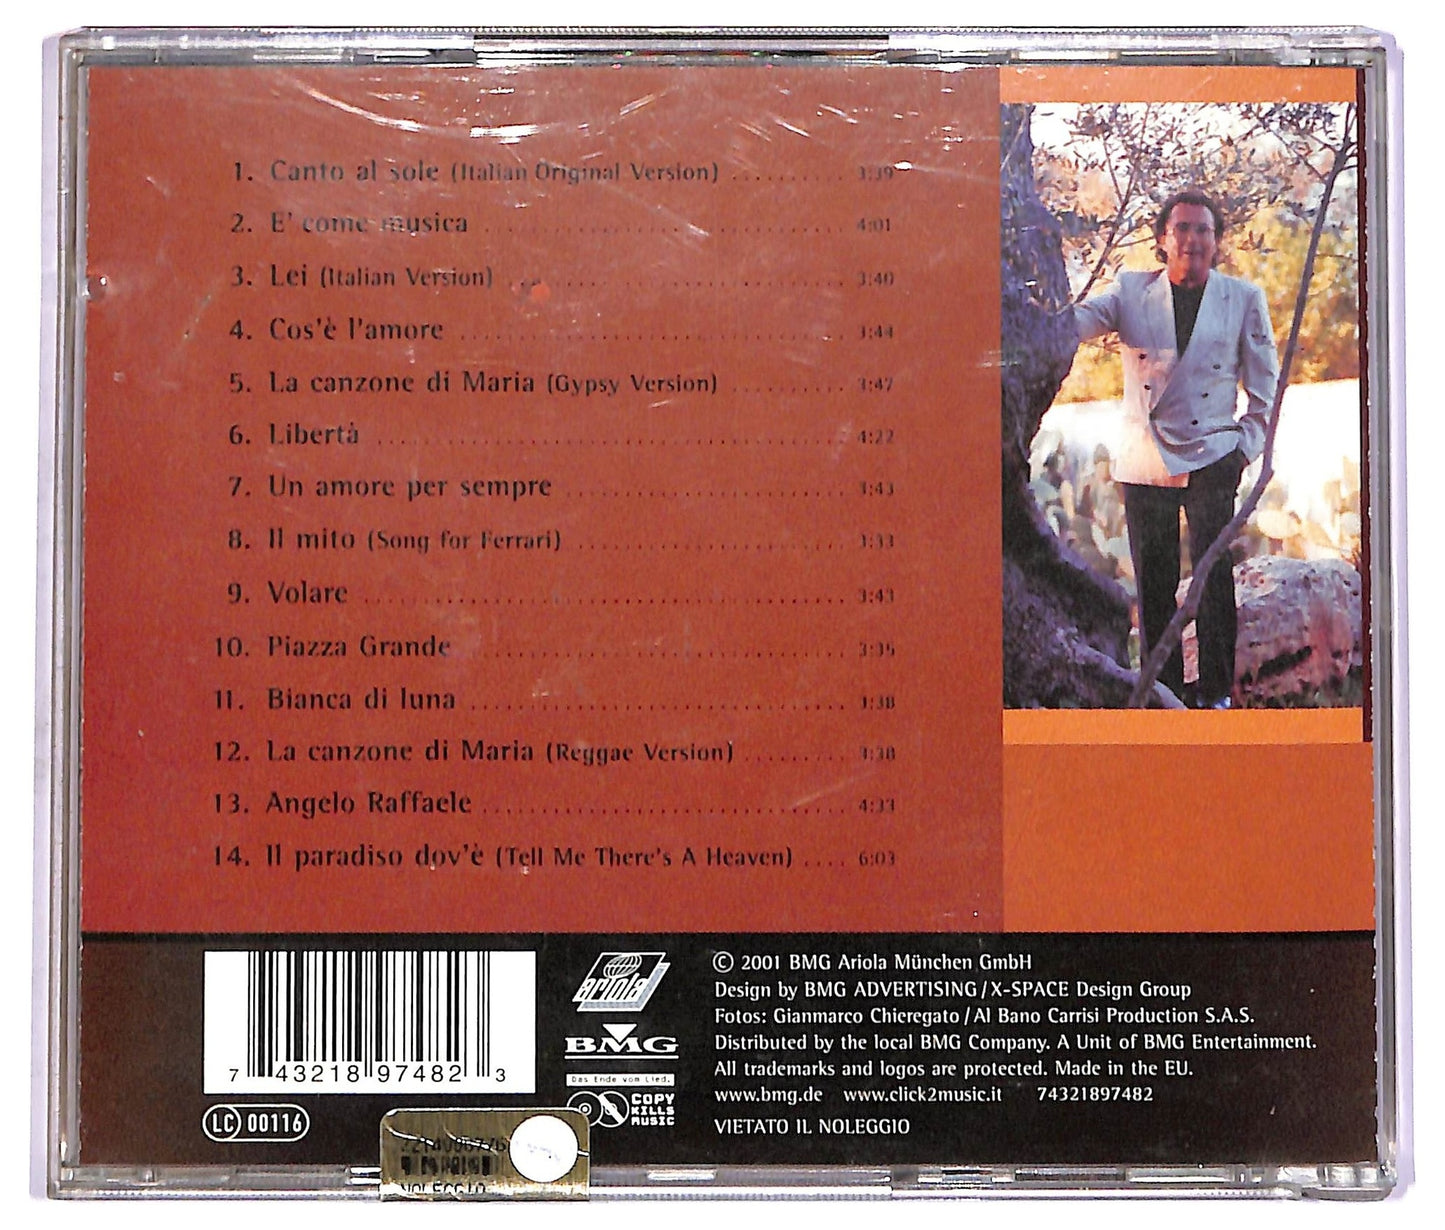 1. Canto al sole (Italian Original Version) .......... 3:39
2. E' come musica .......... 4:01
3. Lei (Italian Version) .......... 3:40
4. Cos'è l'amore .......... 3:44
5. La canzone di Maria (Gypsy Version) .......... 3:47
6. Libertà .......... 4:22
7. Un amore per sempre .......... 3:43
8. Il mito (Song for Ferrari) .......... 3:33
9. Volare .......... 3:43
10. Piazza Grande .......... 3:35
11. Bianca di luna .......... 3:38
12. La canzone di Maria (Reggae Version) .......... 3:38
13. Angelo Raffaele .......... 4:33
14. Il paradiso dov'è (Tell Me There's A Heaven) .... 6:03
7 43218 97482 3
LC 00116
ariola
BMG
Das Ende vom Lied.
COPY
KILLS
MUSIC
© 2001 BMG Ariola München GmbH
Design by BMG ADVERTISING/X-SPACE Design Group
Fotos: Gianmarco Chieregato/Al Bano Carrisi Production S.A.S.
Distributed by the local BMG Company. A Unit of BMG Entertainment.
All trademarks and logos are protected. Made in the EU.
www.bmg.de www.click2music.it 74321897482
VIETATO IL NOLEGGIO